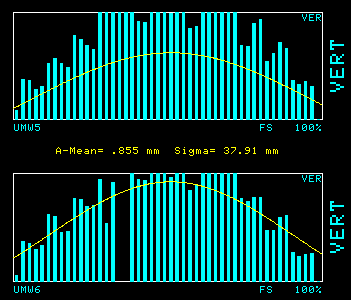 VER
VERT
UMW5 FS 100%
A-Mean= .855 mm Sigma= 37.91 mm
VER
VERT
UMW6 FS 100%